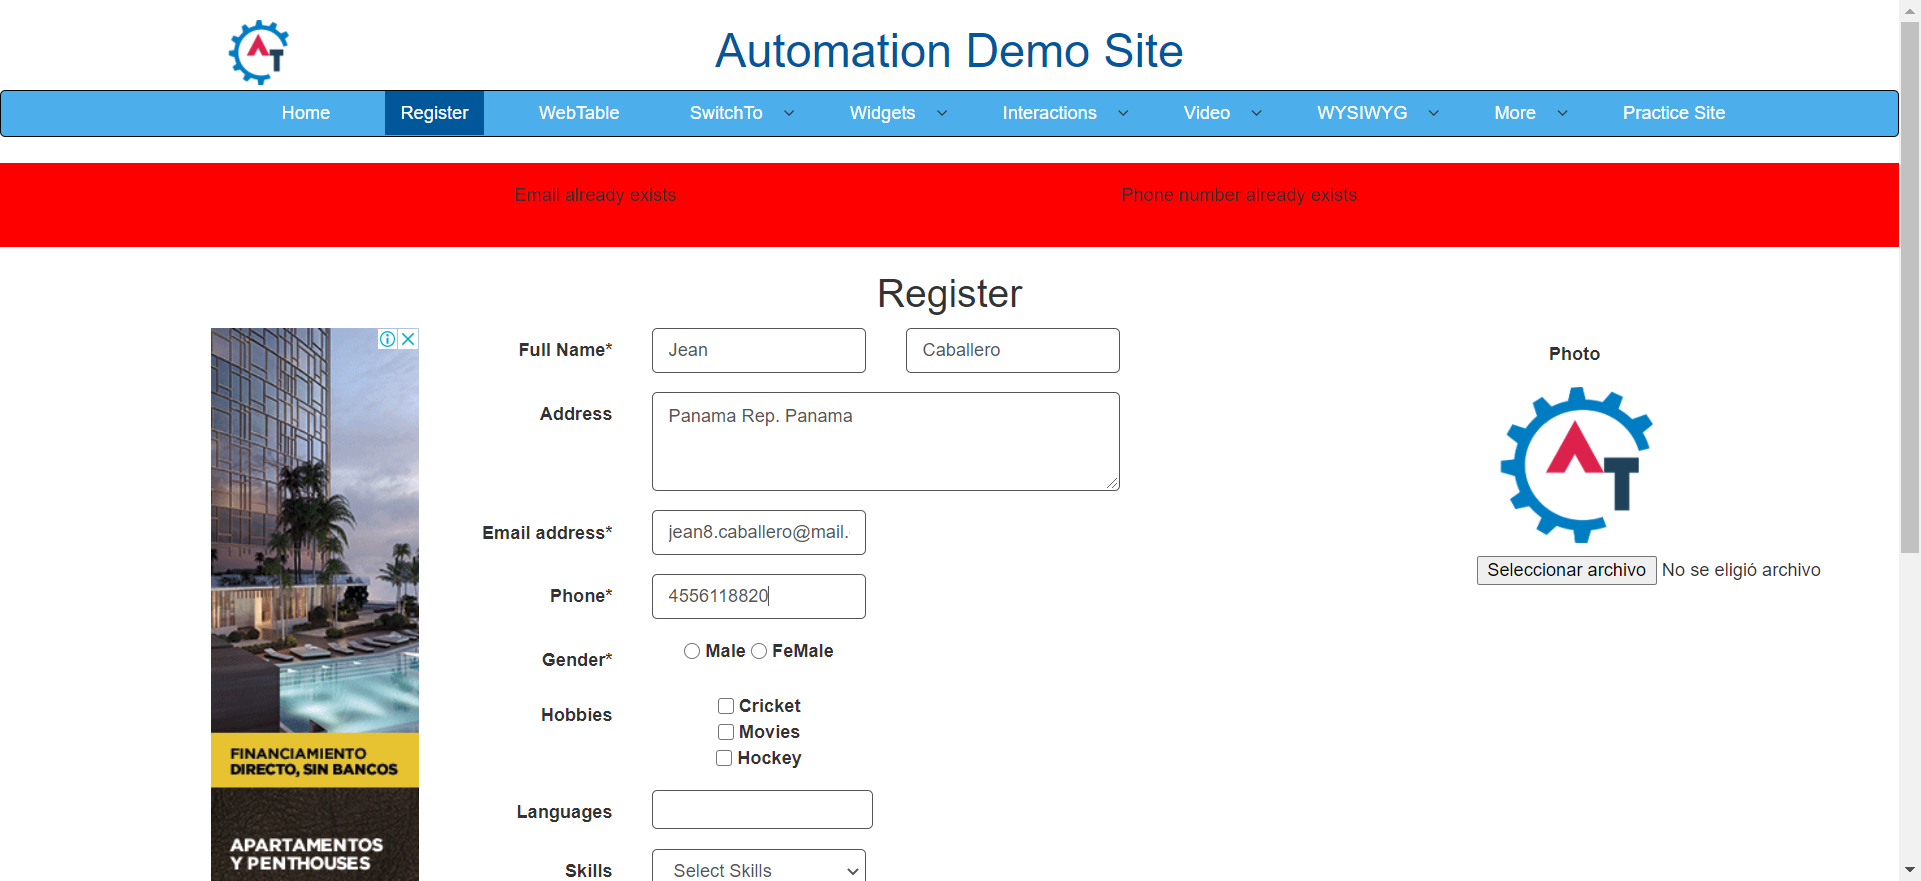 Automation Demo Site
Home Register WebTable SwitchTo Widgets Interactions Video WYSIWYG More Practice Site
Email already exists Phone number already exists
Register
Full Name* Jean Caballero
Photo
Address Panama Rep. Panama
Email address* jean8.caballero@mail.
Seleccionar archivo No se eligió archivo
Phone* 4556118820
Gender* Male FeMale
Hobbies Cricket
Movies
Hockey
Languages
Skills Select Skills
FINANCIAMIENTO
DIRECTO, SIN BANCOS
APARTAMENTOS
Y PENTHOUSES
AT
AT